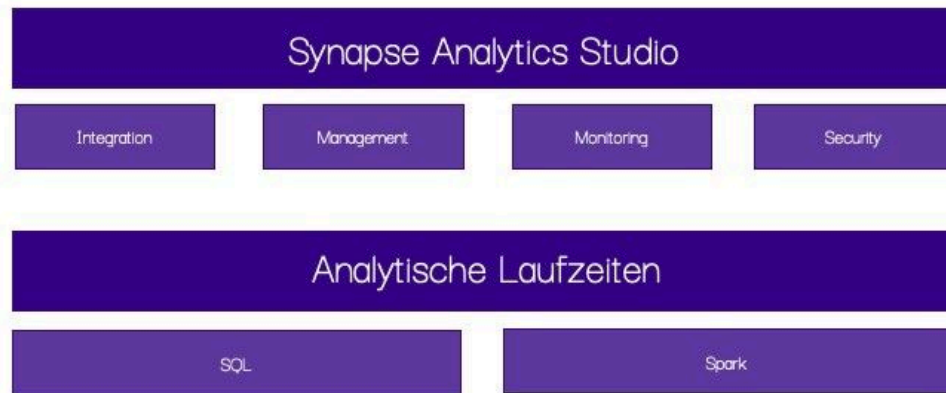 Synapse Analytics Studio
Integration
Management
Monitoring
Security
Analytische Laufzeiten
SQL
Spark